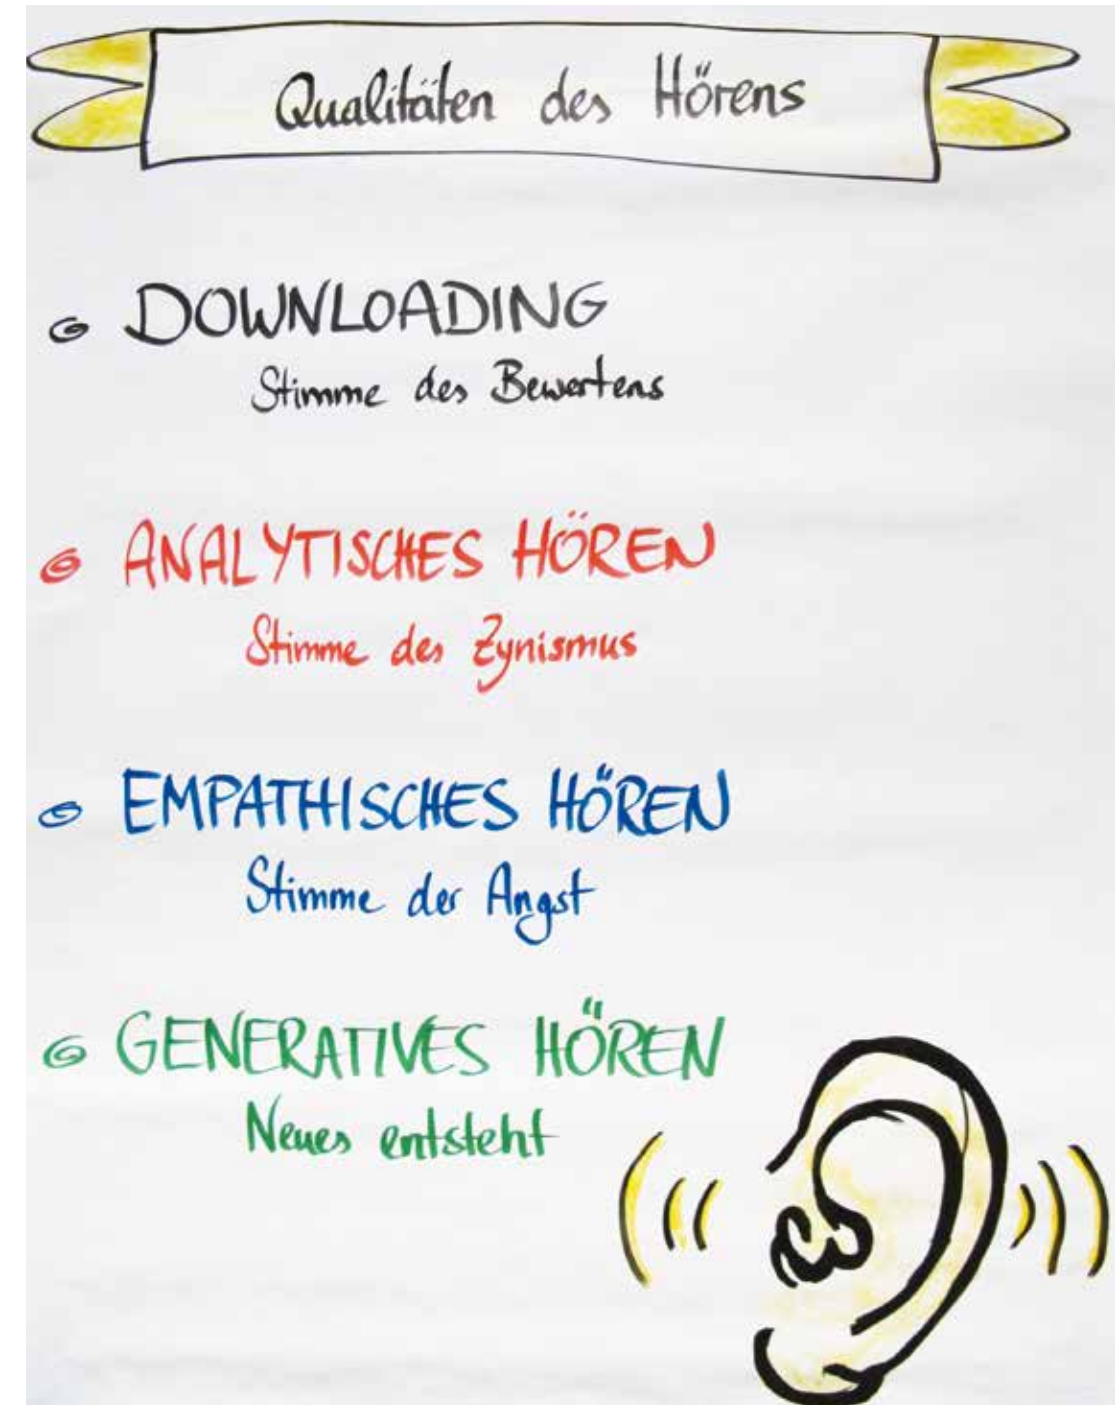 Qualitäten des Hörens
DOWNLOADING
Stimme des Bewertens
ANALYTISCHES HÖREN
Stimme des Zynismus
EMPATHISCHES HÖREN
Stimme der Angst
GENERATIVES HÖREN
Neues entsteht